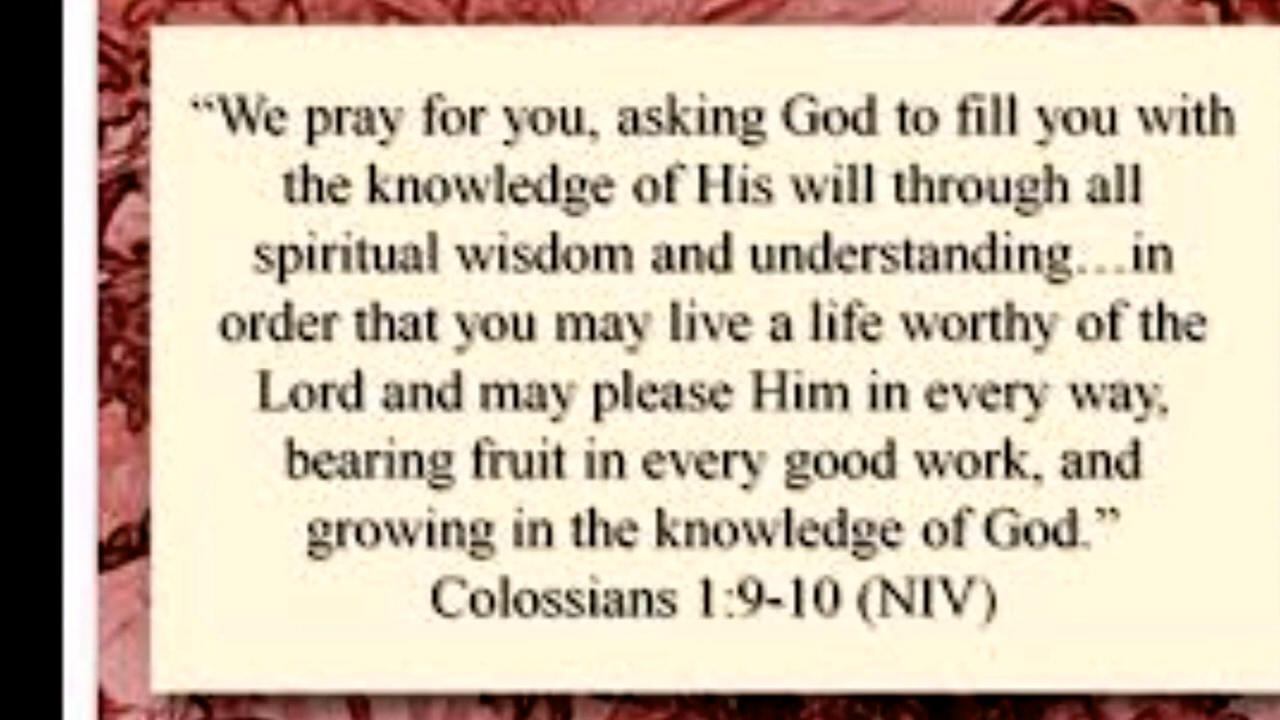 “We pray for you, asking God to fill you with
the knowledge of His will through all
spiritual wisdom and understanding…in
order that you may live a life worthy of the
Lord and may please Him in every way,
bearing fruit in every good work, and
growing in the knowledge of God.”
Colossians 1:9-10 (NIV)